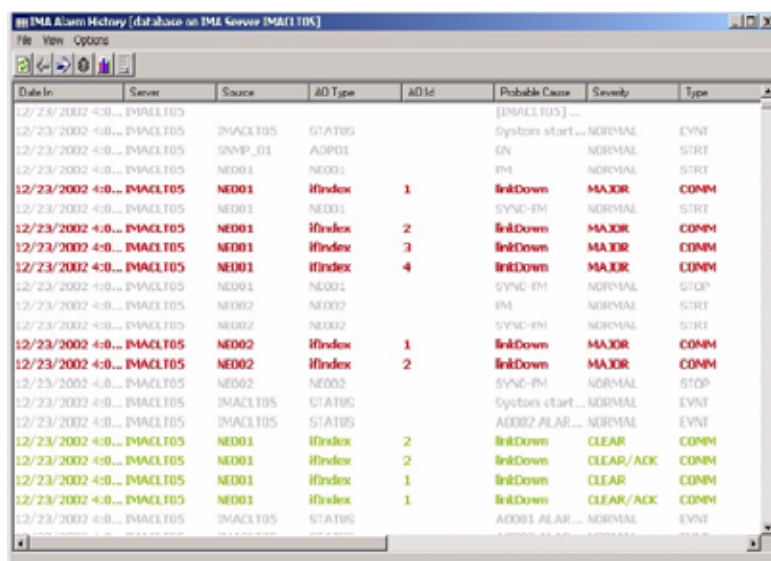 IMA Alarm History [database on IMA Server IMACLT05]
File View Options
Date In Server Source AO Type AO Id Probable Cause Severity Type
12/23/2002 4:0... IMACLT05 [IMACLT05] ...
12/23/2002 4:0... IMACLT05 IMACLT05 STATUS System start... NORMAL EVNT
12/23/2002 4:0... IMACLT05 SNMP_01 ADP01 GN NORMAL STRT
12/23/2002 4:0... IMACLT05 NE001 NE001 FM NORMAL STRT
12/23/2002 4:0... IMACLT05 NE001 ifIndex 1 linkDown MAJOR COMM
12/23/2002 4:0... IMACLT05 NE001 NE001 SYNC-FM NORMAL STRT
12/23/2002 4:0... IMACLT05 NE001 ifIndex 2 linkDown MAJOR COMM
12/23/2002 4:0... IMACLT05 NE001 ifIndex 3 linkDown MAJOR COMM
12/23/2002 4:0... IMACLT05 NE001 ifIndex 4 linkDown MAJOR COMM
12/23/2002 4:0... IMACLT05 NE001 NE001 SYNC-FM NORMAL STOP
12/23/2002 4:0... IMACLT05 NE002 NE002 FM NORMAL STRT
12/23/2002 4:0... IMACLT05 NE002 NE002 SYNC-FM NORMAL STRT
12/23/2002 4:0... IMACLT05 NE002 ifIndex 1 linkDown MAJOR COMM
12/23/2002 4:0... IMACLT05 NE002 ifIndex 2 linkDown MAJOR COMM
12/23/2002 4:0... IMACLT05 NE002 NE002 SYNC-FM NORMAL STOP
12/23/2002 4:0... IMACLT05 IMACLT05 STATUS System start... NORMAL EVNT
12/23/2002 4:0... IMACLT05 IMACLT05 STATUS A0002 ALAR... NORMAL EVNT
12/23/2002 4:0... IMACLT05 NE001 ifIndex 2 linkDown CLEAR COMM
12/23/2002 4:0... IMACLT05 NE001 ifIndex 2 linkDown CLEAR/ACK COMM
12/23/2002 4:0... IMACLT05 NE001 ifIndex 1 linkDown CLEAR COMM
12/23/2002 4:0... IMACLT05 NE001 ifIndex 1 linkDown CLEAR/ACK COMM
12/23/2002 4:0... IMACLT05 IMACLT05 STATUS A0001 ALAR... NORMAL EVNT